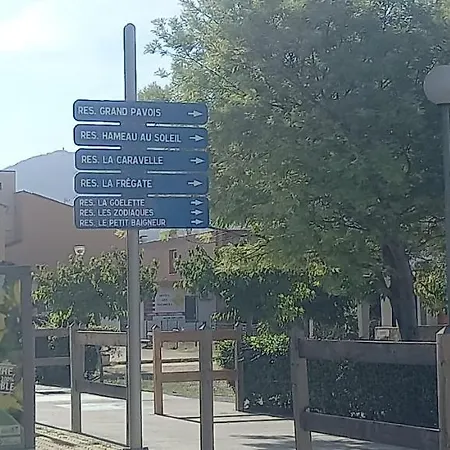 RES. GRAND PAVOIS
RES. HAMEAU AU SOLEIL
RES. LA CARAVELLE
RES. LA FRÉGATE
RES. LA GOELETTE
RES. LES ZODIAQUES
RES. LE PETIT BAIGNEUR